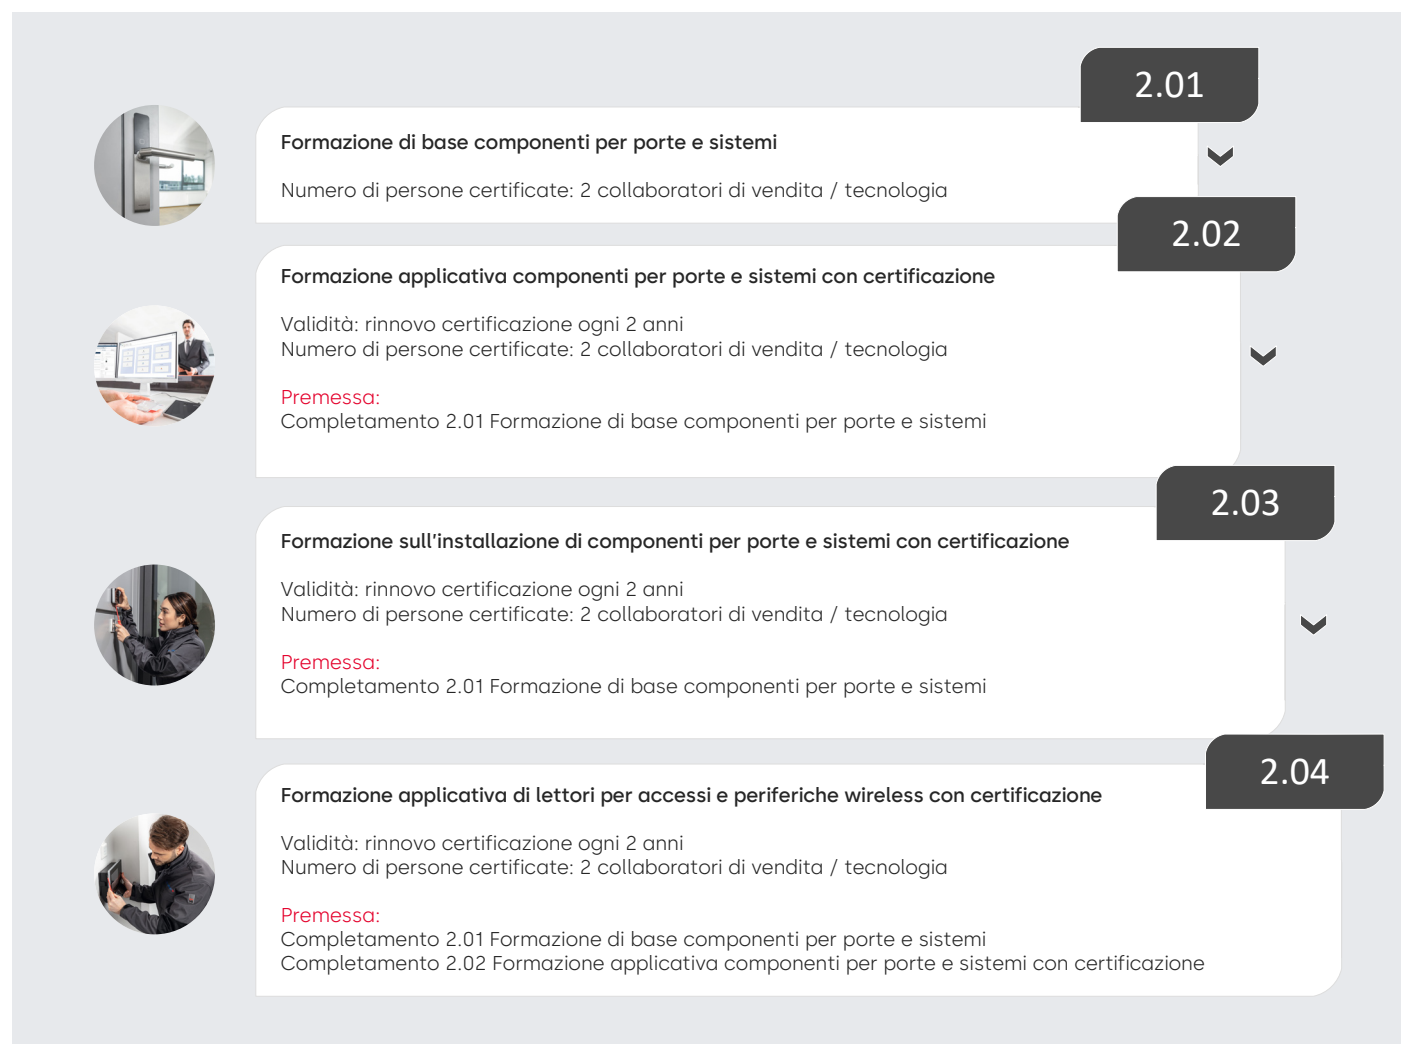 2.01
Formazione di base componenti per porte e sistemi
Numero di persone certificate: 2 collaboratori di vendita / tecnologia
2.02
Formazione applicativa componenti per porte e sistemi con certificazione
Validità: rinnovo certificazione ogni 2 anni
Numero di persone certificate: 2 collaboratori di vendita / tecnologia
Premessa:
Completamento 2.01 Formazione di base componenti per porte e sistemi
2.03
Formazione sull'installazione di componenti per porte e sistemi con certificazione
Validità: rinnovo certificazione ogni 2 anni
Numero di persone certificate: 2 collaboratori di vendita / tecnologia
Premessa:
Completamento 2.01 Formazione di base componenti per porte e sistemi
2.04
Formazione applicativa di lettori per accessi e periferiche wireless con certificazione
Validità: rinnovo certificazione ogni 2 anni
Numero di persone certificate: 2 collaboratori di vendita / tecnologia
Premessa:
Completamento 2.01 Formazione di base componenti per porte e sistemi
Completamento 2.02 Formazione applicativa componenti per porte e sistemi con certificazione